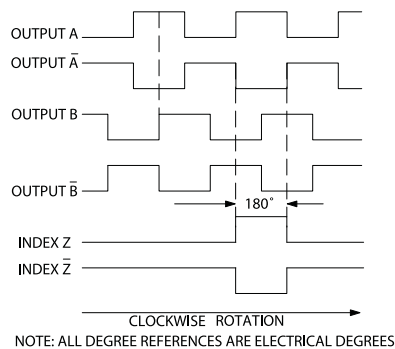 OUTPUT A
OUTPUT A̅
OUTPUT B
OUTPUT B̅
180°
INDEX Z
INDEX Z̅
CLOCKWISE ROTATION
NOTE: ALL DEGREE REFERENCES ARE ELECTRICAL DEGREES